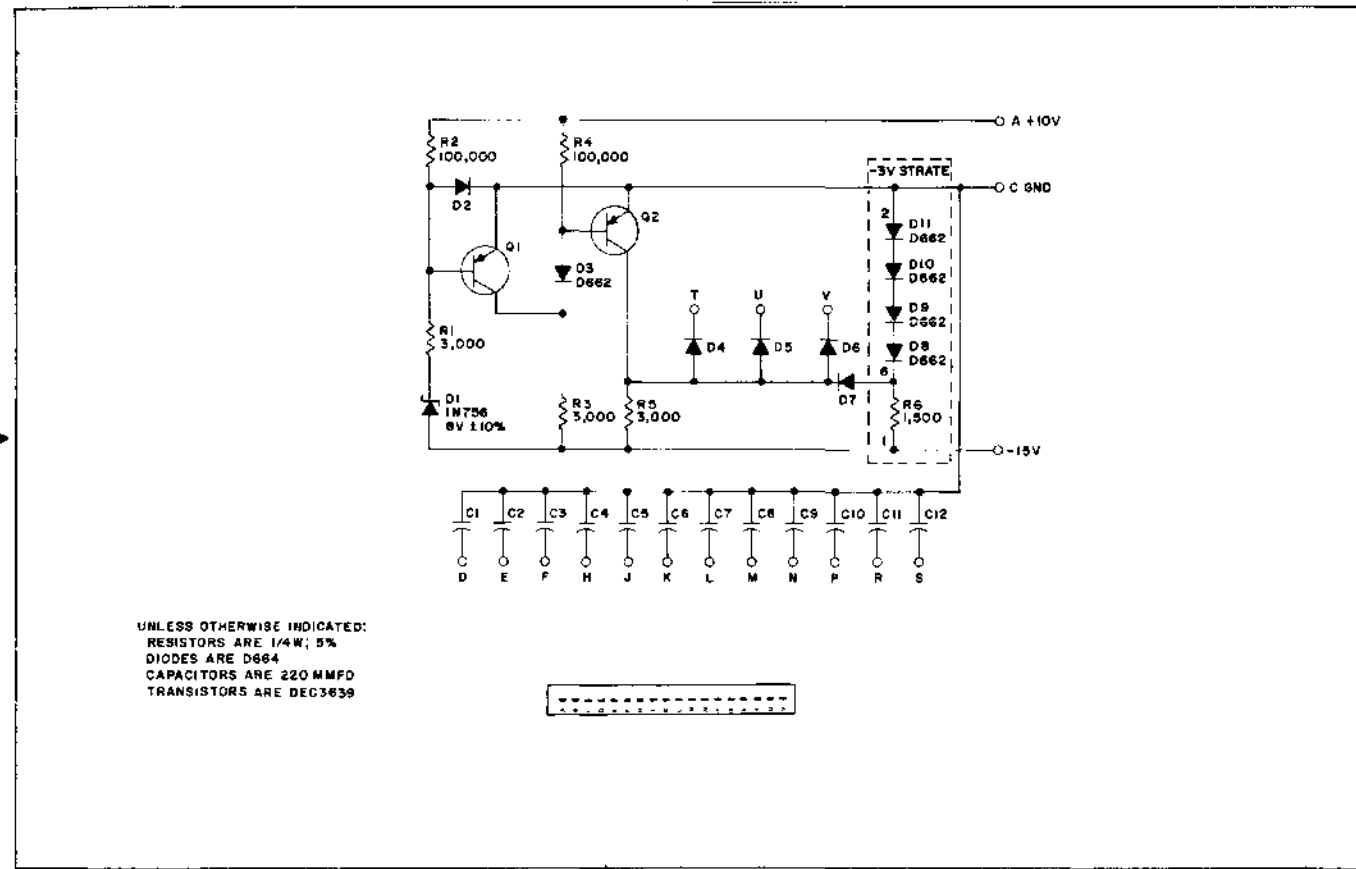 A +10V
R2
100,000
R4
100,000
-3V STRATE
C GND
D2
Q2
2
D11
D662
Q1
D3
D662
D10
D662
T
U
V
D9
D662
R1
3,000
D4
D5
D6
D8
D662
6
D7
D1
1N756
8V ±10%
R3
3,000
R5
3,000
R6
1,500
1
-15V
C1 C2 C3 C4 C5 C6 C7 C8 C9 C10 C11 C12
D E F H J K L M N P R S
UNLESS OTHERWISE INDICATED:
RESISTORS ARE 1/4W; 5%
DIODES ARE D664
CAPACITORS ARE 220 MMFD
TRANSISTORS ARE DEC3639